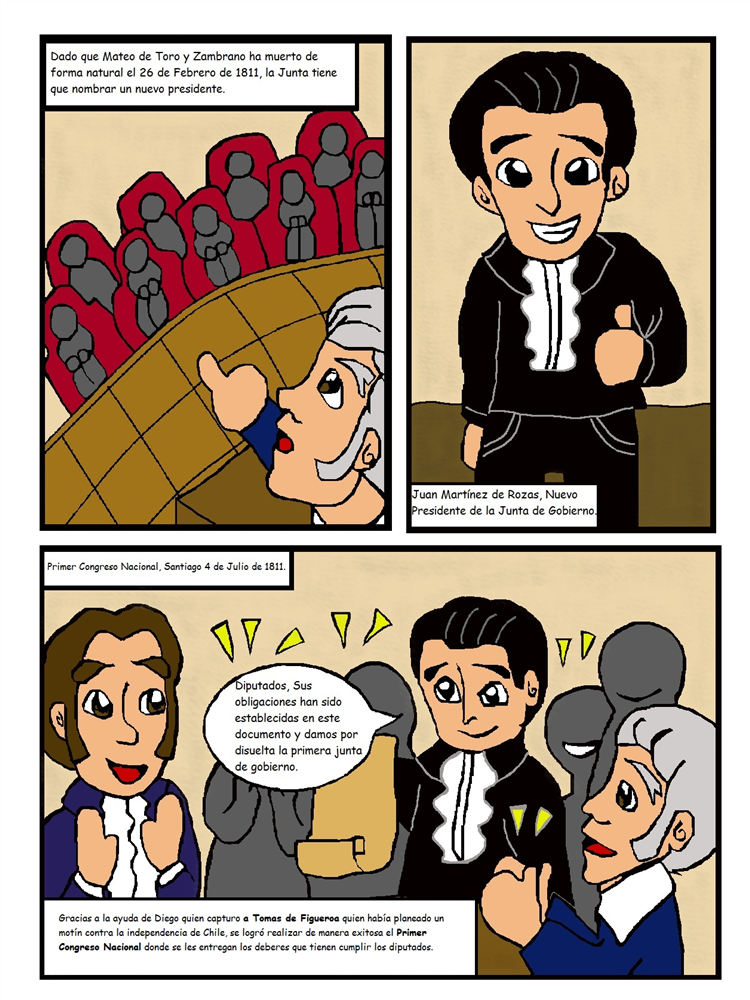 Dado que Mateo de Toro y Zambrano ha muerto de
forma natural el 26 de Febrero de 1811, la Junta tiene
que nombrar un nuevo presidente.
Juan Martínez de Rozas, Nuevo
Presidente de la Junta de Gobierno.
Primer Congreso Nacional, Santiago 4 de Julio de 1811.
Diputados, Sus
obligaciones han sido
establecidas en este
documento y damos por
disuelta la primera junta
de gobierno.
Gracias a la ayuda de Diego quien capturo a Tomas de Figueroa quien había planeado un
motín contra la independencia de Chile, se logró realizar de manera exitosa el Primer
Congreso Nacional donde se les entregan los deberes que tienen cumplir los diputados.